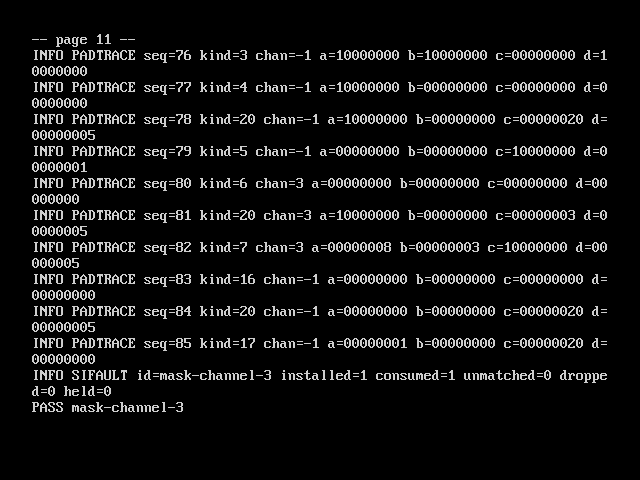 -- page 11 --
INFO PADTRACE seq=76 kind=3 chan=-1 a=10000000 b=10000000 c=00000000 d=1
0000000
INFO PADTRACE seq=77 kind=4 chan=-1 a=10000000 b=00000000 c=00000000 d=0
0000000
INFO PADTRACE seq=78 kind=20 chan=-1 a=10000000 b=00000000 c=00000020 d=
00000005
INFO PADTRACE seq=79 kind=5 chan=-1 a=00000000 b=00000000 c=10000000 d=0
0000001
INFO PADTRACE seq=80 kind=6 chan=3 a=00000000 b=00000000 c=00000000 d=00
000000
INFO PADTRACE seq=81 kind=20 chan=3 a=10000000 b=00000000 c=00000003 d=0
0000005
INFO PADTRACE seq=82 kind=7 chan=3 a=00000008 b=00000003 c=10000000 d=00
000005
INFO PADTRACE seq=83 kind=16 chan=-1 a=00000000 b=00000000 c=00000000 d=
00000000
INFO PADTRACE seq=84 kind=20 chan=-1 a=10000000 b=00000000 c=00000020 d=
00000005
INFO PADTRACE seq=85 kind=17 chan=-1 a=00000001 b=00000000 c=00000020 d=
00000000
INFO SIFAULT id=mask-channel-3 installed=1 consumed=1 unmatched=0 droppe
d=0 held=0
PASS mask-channel-3